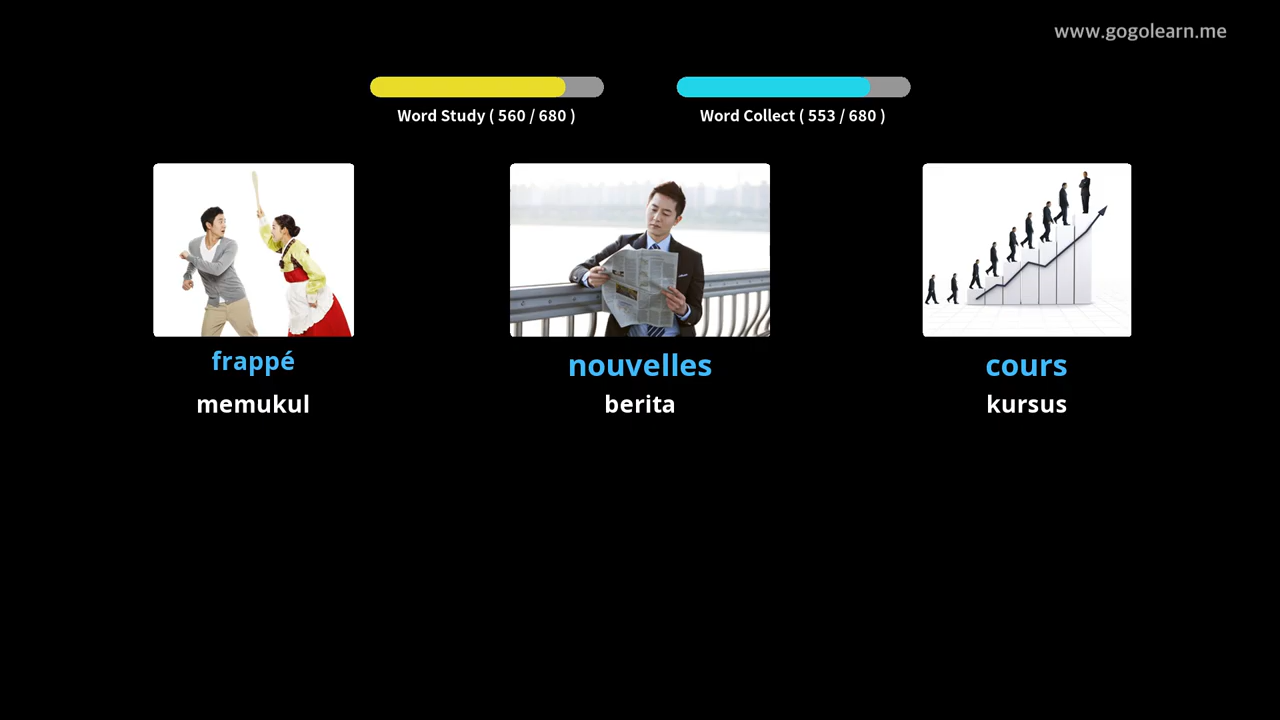 www.gogolearn.me
Word Study ( 560 / 680 )
Word Collect ( 553 / 680 )
frappé
nouvelles
cours
memukul
berita
kursus